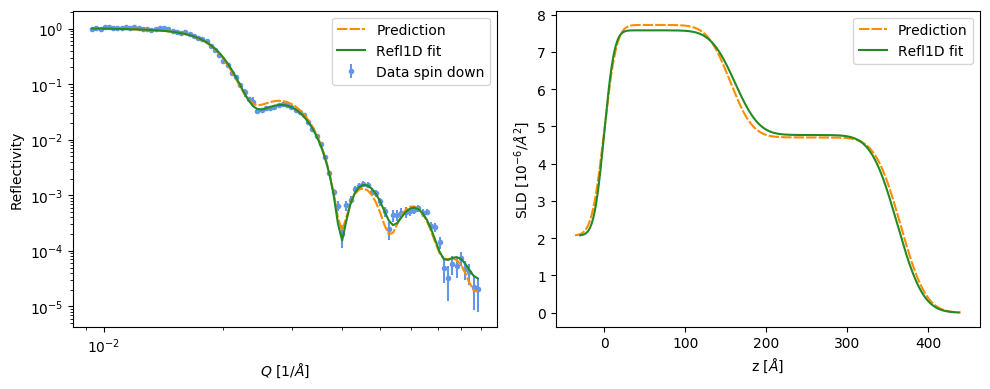 Prediction
Refl1D fit
Data spin down
10⁰
10⁻¹
10⁻²
10⁻³
10⁻⁴
10⁻⁵
Reflectivity
10⁻²
Q [1/Å]
Prediction
Refl1D fit
8
7
6
5
4
3
2
1
0
SLD [10⁻⁶/Å²]
0 100 200 300 400
z [Å]